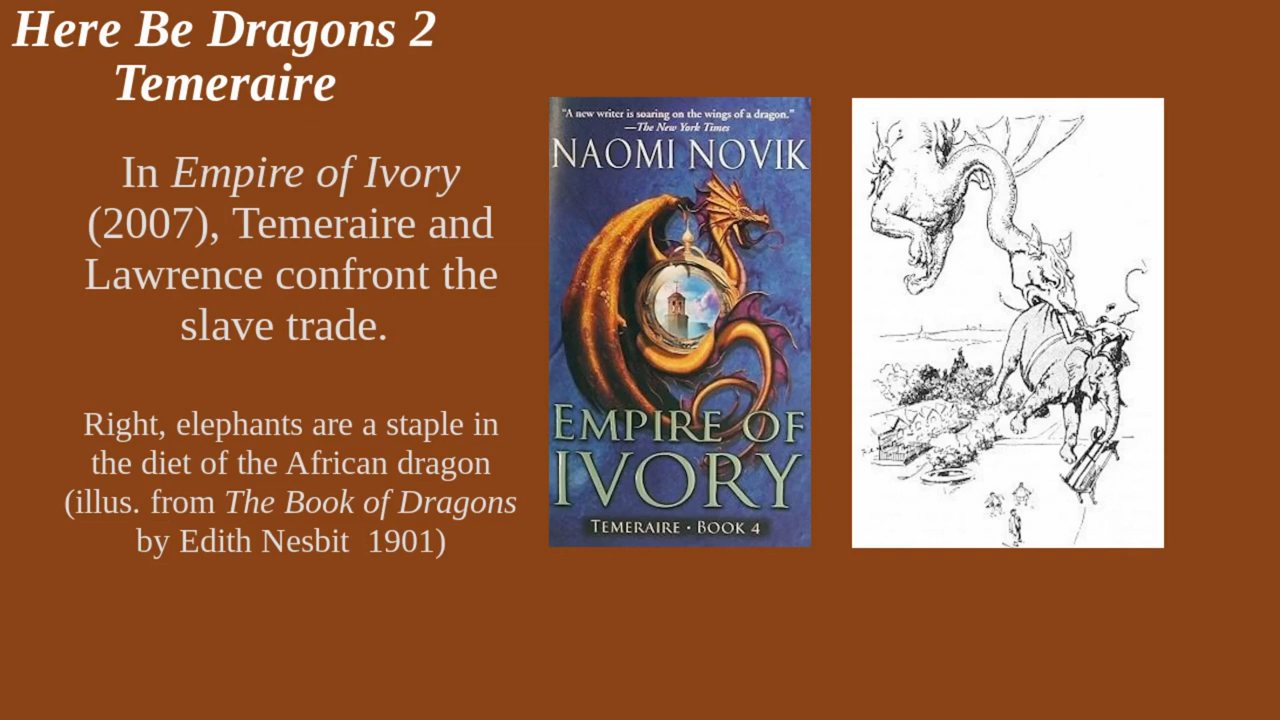 Here Be Dragons 2
Temeraire
In Empire of Ivory
(2007), Temeraire and
Lawrence confront the
slave trade.
Right, elephants are a staple in
the diet of the African dragon
(illus. from The Book of Dragons
by Edith Nesbit  1901)
"A new writer is soaring on the wings of a dragon."
—The New York Times
NAOMI NOVIK
EMPIRE OF
IVORY
TEMERAIRE • BOOK 4